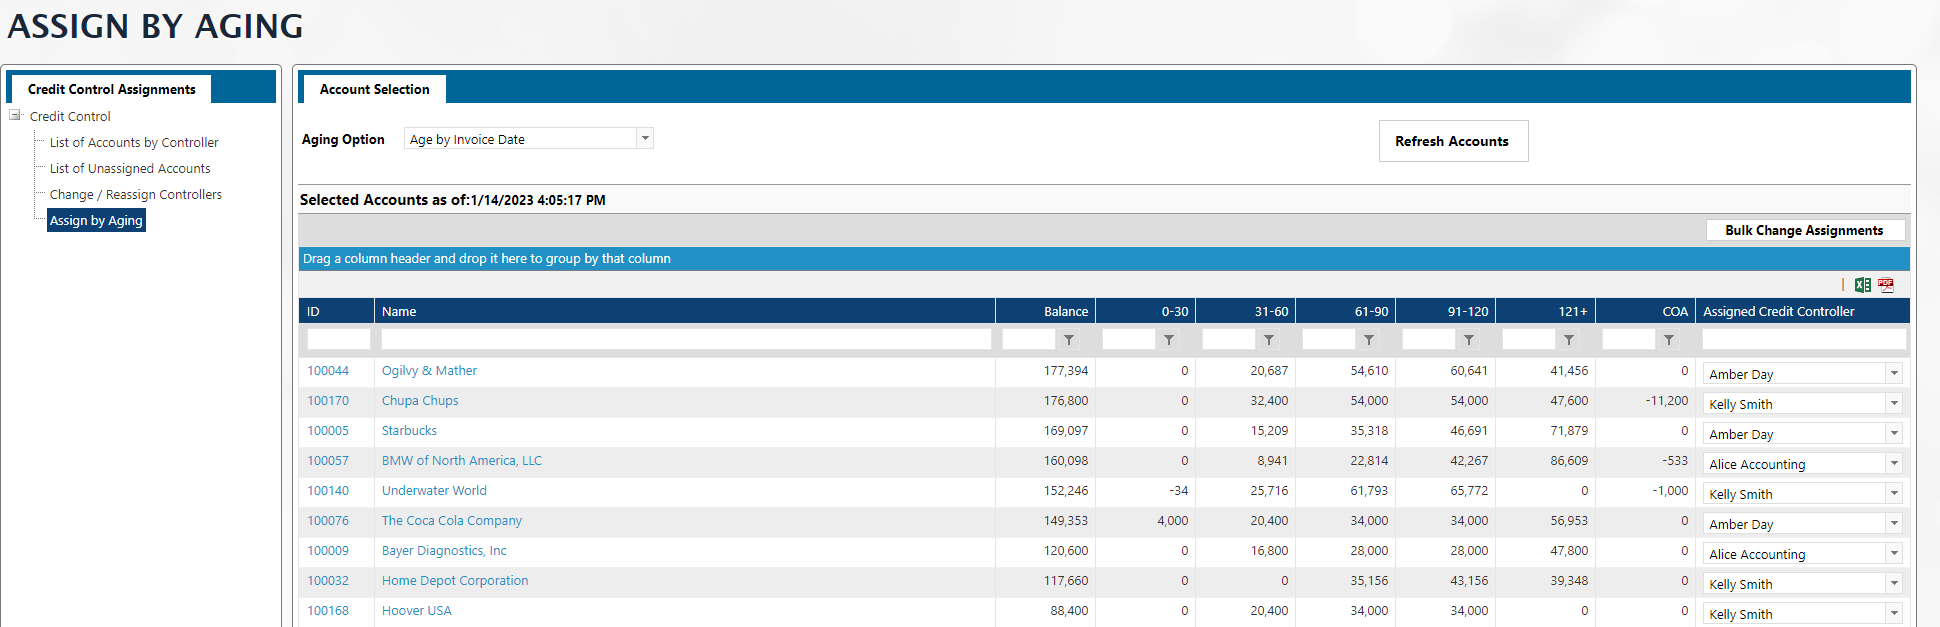 ASSIGN BY AGING
Credit Control Assignments
Credit Control
List of Accounts by Controller
List of Unassigned Accounts
Change / Reassign Controllers
Assign by Aging
Account Selection
Aging Option Age by Invoice Date Refresh Accounts
Selected Accounts as of:1/14/2023 4:05:17 PM
Bulk Change Assignments
Drag a column header and drop it here to group by that column
PDF
ID Name Balance 0-30 31-60 61-90 91-120 121+ COA Assigned Credit Controller
100044 Ogilvy & Mather 177,394 0 20,687 54,610 60,641 41,456 0 Amber Day
100170 Chupa Chups 176,800 0 32,400 54,000 54,000 47,600 -11,200 Kelly Smith
100005 Starbucks 169,097 0 15,209 35,318 46,691 71,879 0 Amber Day
100057 BMW of North America, LLC 160,098 0 8,941 22,814 42,267 86,609 -533 Alice Accounting
100140 Underwater World 152,246 -34 25,716 61,793 65,772 0 -1,000 Kelly Smith
100076 The Coca Cola Company 149,353 4,000 20,400 34,000 34,000 56,953 0 Amber Day
100009 Bayer Diagnostics, Inc 120,600 0 16,800 28,000 28,000 47,800 0 Alice Accounting
100032 Home Depot Corporation 117,660 0 0 35,156 43,156 39,348 0 Kelly Smith
100168 Hoover USA 88,400 0 20,400 34,000 34,000 0 0 Kelly Smith